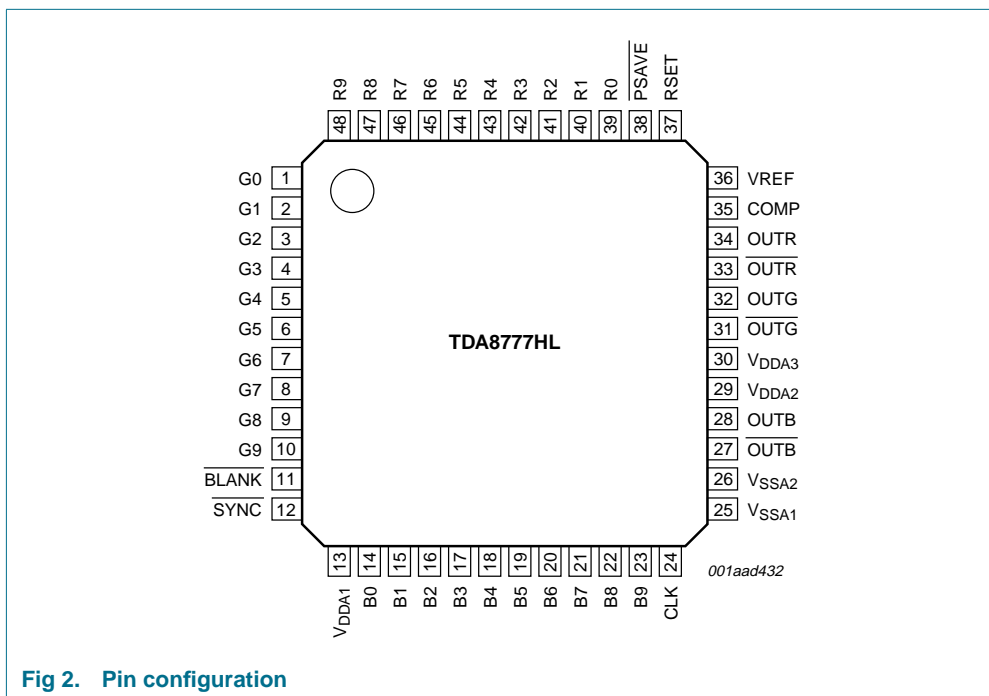 R9 R8 R7 R6 R5 R4 R3 R2 R1 R0 PSAVE RSET
48 47 46 45 44 43 42 41 40 39 38 37
G0 1 36 VREF
G1 2 35 COMP
G2 3 34 OUTR
G3 4 33 OUTR
G4 5 32 OUTG
G5 6 31 OUTG
TDA8777HL
G6 7 30 VDDA3
G7 8 29 VDDA2
G8 9 28 OUTB
G9 10 27 OUTB
BLANK 11 26 VSSA2
SYNC 12 25 VSSA1
13 14 15 16 17 18 19 20 21 22 23 24
VDDA1 B0 B1 B2 B3 B4 B5 B6 B7 B8 B9 CLK
001aad432
Fig 2. Pin configuration